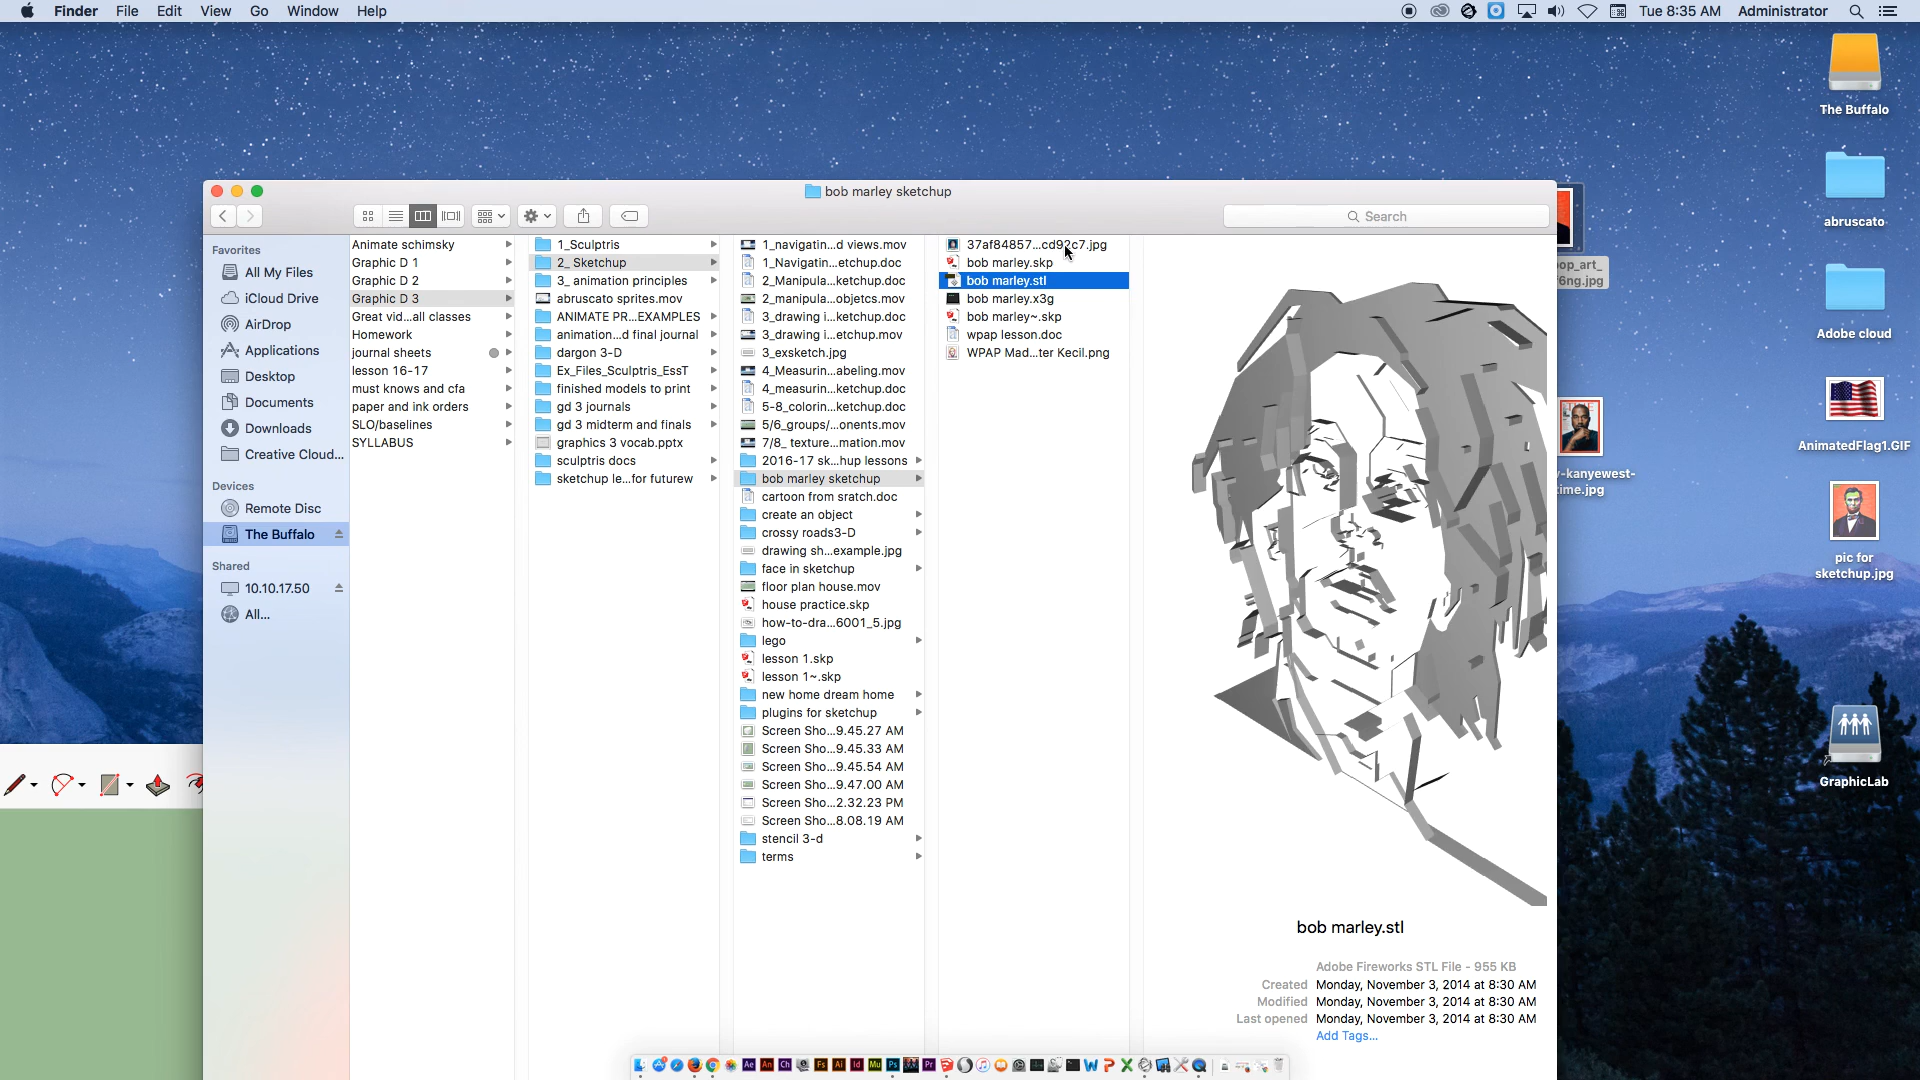 Finder File Edit View Go Window Help
Tue 8:35 AM Administrator
bob marley sketchup
Search
Favorites
All My Files
iCloud Drive
AirDrop
Applications
Desktop
Documents
Downloads
Creative Cloud...
Devices
Remote Disc
The Buffalo
Shared
10.10.17.50
All...
Animate schimsky
Graphic D 1
Graphic D 2
Graphic D 3
Great vid...all classes
Homework
journal sheets
lesson 16-17
must knows and cfa
paper and ink orders
SLO/baselines
SYLLABUS
1_Sculptris
2_ Sketchup
3_ animation principles
abruscato sprites.mov
ANIMATE PR...EXAMPLES
animation...d final journal
dargon 3-D
Ex_Files_Sculptris_EssT
finished models to print
gd 3 journals
gd 3 midterm and finals
graphics 3 vocab.pptx
sculptris docs
sketchup le...for futurew
1_navigatin...d views.mov
1_Navigatin...etchup.doc
2_Manipula...ketchup.doc
2_manipula...objetcs.mov
3_drawing i...ketchup.doc
3_drawing i...etchup.mov
3_exsketch.jpg
4_Measurin...abeling.mov
4_measurin...ketchup.doc
5-8_colorin...ketchup.doc
5/6_groups/...onents.mov
7/8_ texture...mation.mov
2016-17 sk...hup lessons
bob marley sketchup
cartoon from sratch.doc
create an object
crossy roads3-D
drawing sh...example.jpg
face in sketchup
floor plan house.mov
house practice.skp
how-to-dra...6001_5.jpg
lego
lesson 1.skp
lesson 1~.skp
new home dream home
plugins for sketchup
Screen Sho...9.45.27 AM
Screen Sho...9.45.33 AM
Screen Sho...9.45.54 AM
Screen Sho...9.47.00 AM
Screen Sho...2.32.23 PM
Screen Sho...8.08.19 AM
stencil 3-d
terms
37af84857...cd92c7.jpg
bob marley.skp
bob marley.stl
bob marley.x3g
bob marley~.skp
wpap lesson.doc
WPAP Mad...ter Kecil.png
bob marley.stl
Adobe Fireworks STL File - 955 KB
Created Monday, November 3, 2014 at 8:30 AM
Modified Monday, November 3, 2014 at 8:30 AM
Last opened Monday, November 3, 2014 at 8:30 AM
Add Tags...
The Buffalo
abruscato
Adobe cloud
AnimatedFlag1.GIF
pic for
sketchup.jpg
GraphicLab
pop_art_
6ng.jpg
y-kanyewest-
time.jpg
Ae An Ch Fs Ai Id Mu Ps Pr